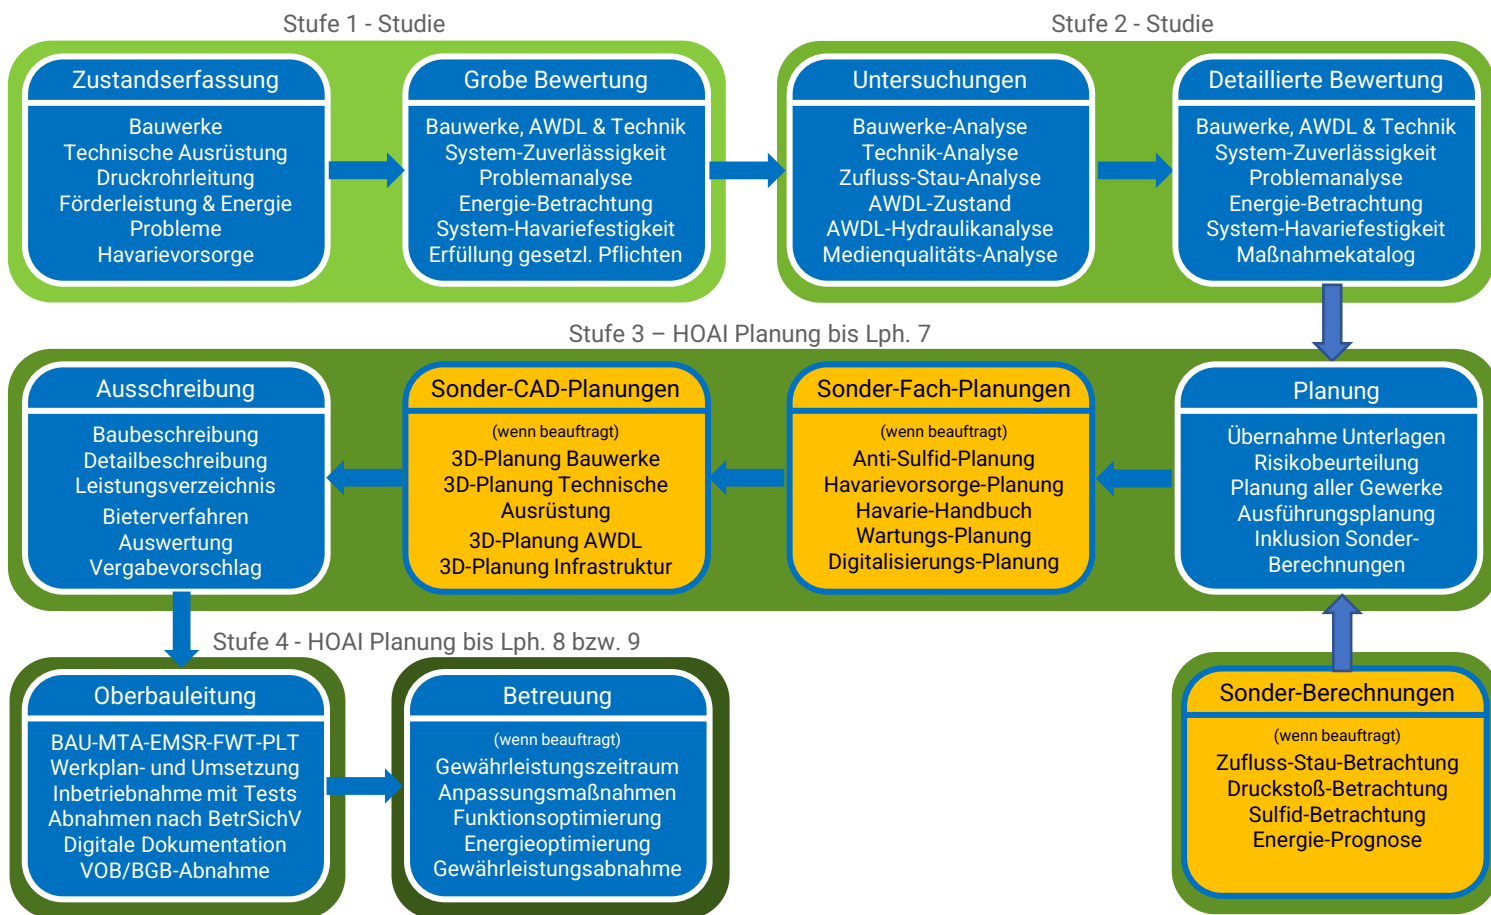 Stufe 1 - Studie
Zustandserfassung
Bauwerke
Technische Ausrüstung
Druckrohrleitung
Förderleistung & Energie
Probleme
Havarievorsorge
Grobe Bewertung
Bauwerke, AWDL & Technik
System-Zuverlässigkeit
Problemanalyse
Energie-Betrachtung
System-Havariefestigkeit
Erfüllung gesetzl. Pflichten
Stufe 2 - Studie
Untersuchungen
Bauwerke-Analyse
Technik-Analyse
Zufluss-Stau-Analyse
AWDL-Zustand
AWDL-Hydraulikanalyse
Medienqualitäts-Analyse
Detaillierte Bewertung
Bauwerke, AWDL & Technik
System-Zuverlässigkeit
Problemanalyse
Energie-Betrachtung
System-Havariefestigkeit
Maßnahmekatalog
Stufe 3 – HOAI Planung bis Lph. 7
Ausschreibung
Baubeschreibung
Detailbeschreibung
Leistungsverzeichnis
Bieterverfahren
Auswertung
Vergabevorschlag
Sonder-CAD-Planungen
(wenn beauftragt)
3D-Planung Bauwerke
3D-Planung Technische
Ausrüstung
3D-Planung AWDL
3D-Planung Infrastruktur
Sonder-Fach-Planungen
(wenn beauftragt)
Anti-Sulfid-Planung
Havarievorsorge-Planung
Havarie-Handbuch
Wartungs-Planung
Digitalisierungs-Planung
Planung
Übernahme Unterlagen
Risikobeurteilung
Planung aller Gewerke
Ausführungsplanung
Inklusion Sonder-
Berechnungen
Stufe 4 - HOAI Planung bis Lph. 8 bzw. 9
Oberbauleitung
BAU-MTA-EMSR-FWT-PLT
Werkplan- und Umsetzung
Inbetriebnahme mit Tests
Abnahmen nach BetrSichV
Digitale Dokumentation
VOB/BGB-Abnahme
Betreuung
(wenn beauftragt)
Gewährleistungszeitraum
Anpassungsmaßnahmen
Funktionsoptimierung
Energieoptimierung
Gewährleistungsabnahme
Sonder-Berechnungen
(wenn beauftragt)
Zufluss-Stau-Betrachtung
Druckstoß-Betrachtung
Sulfid-Betrachtung
Energie-Prognose